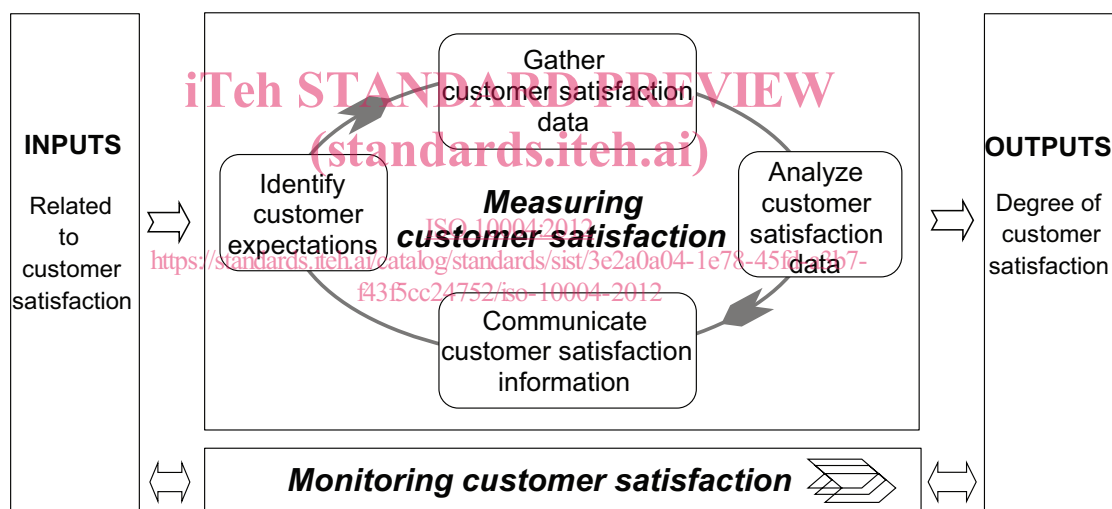 INPUTS
Related
to
customer
satisfaction
Gather
customer satisfaction
data
Identify
customer
expectations
Measuring
customer satisfaction
Analyze
customer
satisfaction
data
Communicate
customer satisfaction
information
OUTPUTS
Degree of
customer
satisfaction
Monitoring customer satisfaction
iTeh STANDARD PREVIEW
(standards.iteh.ai)
ISO 10004:2012
https://standards.iteh.ai/catalog/standards/sist/3e2a0a04-1e78-
f43f5cc24752/iso-10004-2012